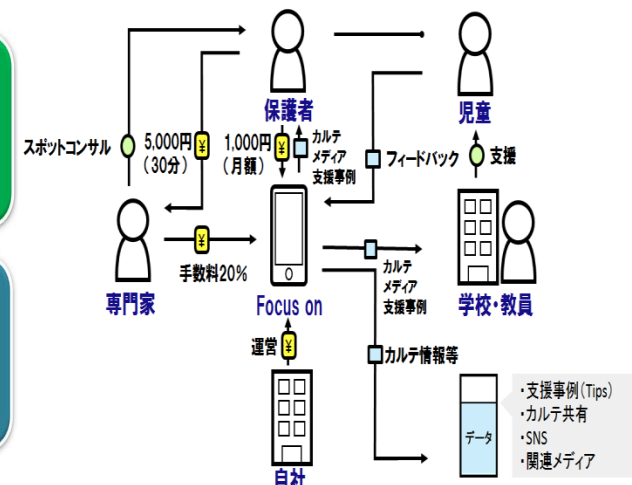 保護者
児童
スポットコンサル
5,000円
（30分）
¥
1,000円
（月額）
¥
カルテ
メディア
支援事例
フィードバック
支援
¥
手数料20%
専門家
Focus on
カルテ
メディア
支援事例
学校・教員
運営
¥
カルテ情報等
自社
データ
・支援事例（Tips）
・カルテ共有
・SNS
・関連メディア